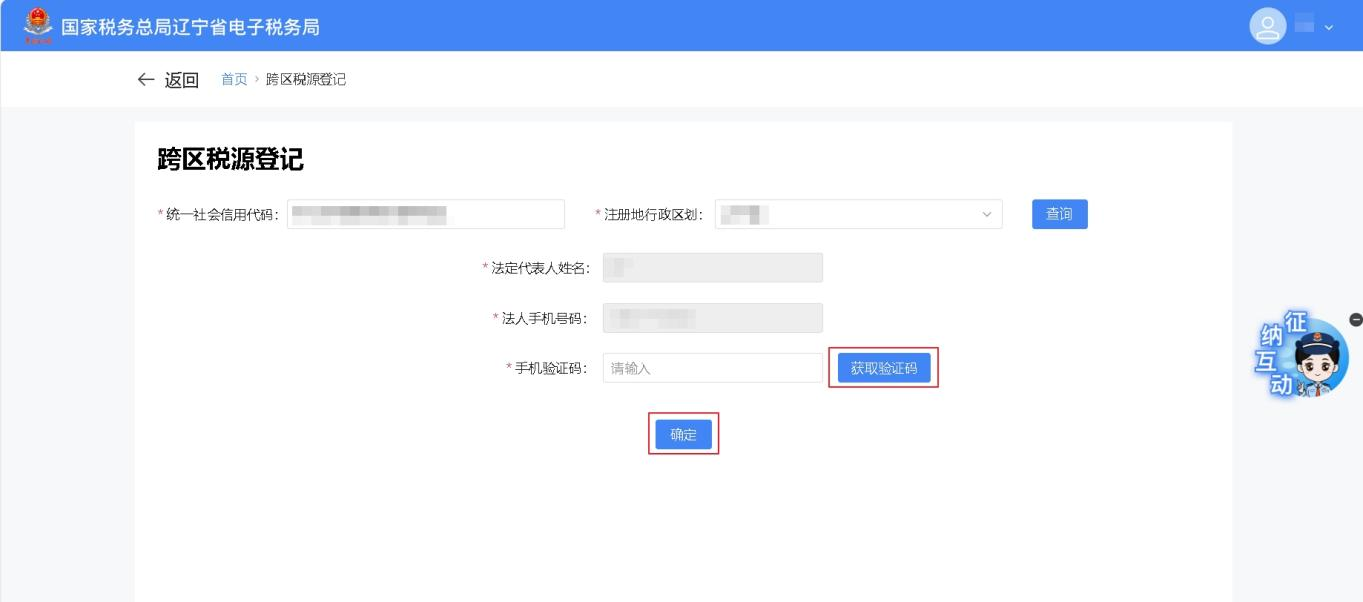 国家税务总局辽宁省电子税务局
← 返回 首页 > 跨区税源登记
跨区税源登记
*统一社会信用代码: *注册地行政区划: 查询
*法定代表人姓名:
*法人手机号码:
*手机验证码: 请输入 获取验证码
确定
征纳互动